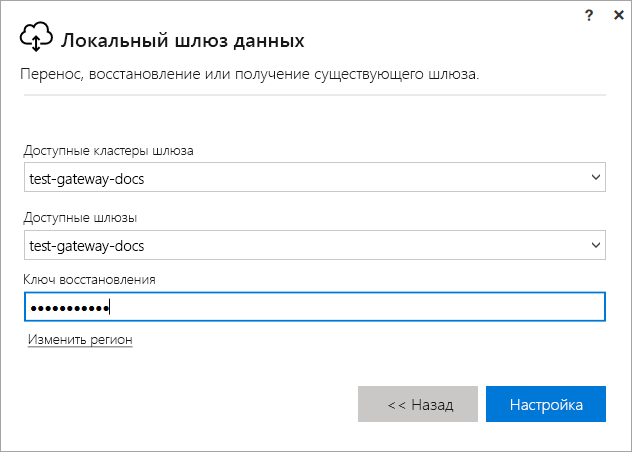 ? ×
Локальный шлюз данных
Перенос, восстановление или получение существующего шлюза.
Доступные кластеры шлюза
test-gateway-docs
Доступные шлюзы
test-gateway-docs
Ключ восстановления
●●●●●●●●●●●
Изменить регион
<< Назад Настройка